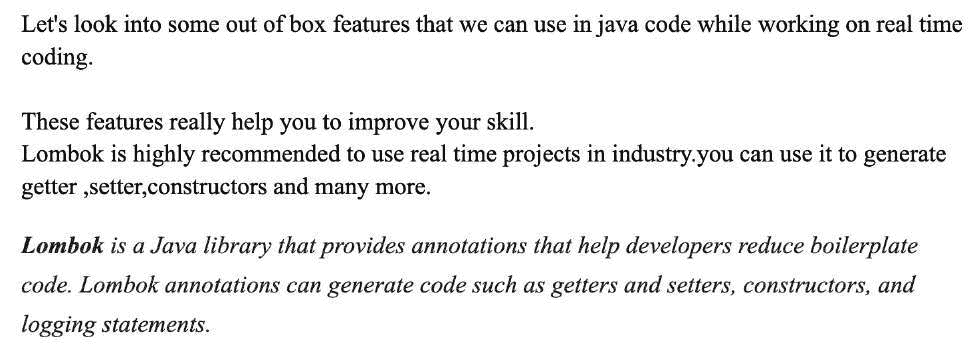 Let's look into some out of box features that we can use in java code while working on real time
coding.
These features really help you to improve your skill.
Lombok is highly recommended to use real time projects in industry.you can use it to generate
getter ,setter,constructors and many more.
Lombok is a Java library that provides annotations that help developers reduce boilerplate
code. Lombok annotations can generate code such as getters and setters, constructors, and
logging statements.